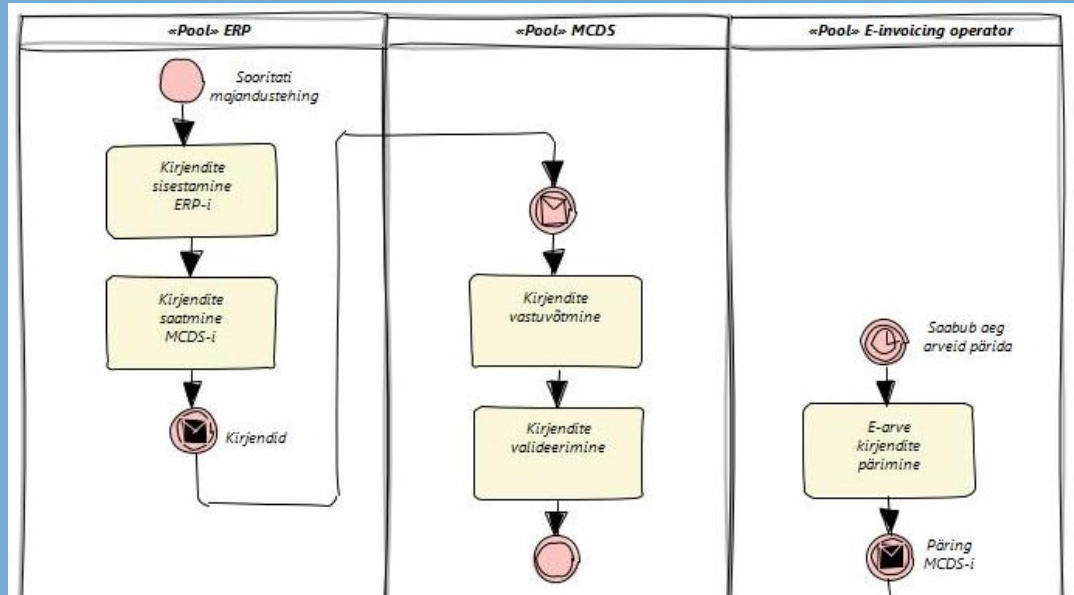 «Pool» ERP
«Pool» MCDS
«Pool» E-invoicing operator
Sooritati
majandustehing
Kirjendite
sisestamine
ERP-i
Kirjendite
saatmine
MCDS-i
Kirjendid
Kirjendite
vastuvõtmine
Kirjendite
valideerimine
Saabub aeg
arveid pärida
E-arve
kirjendite
pärimine
Päring
MCDS-i